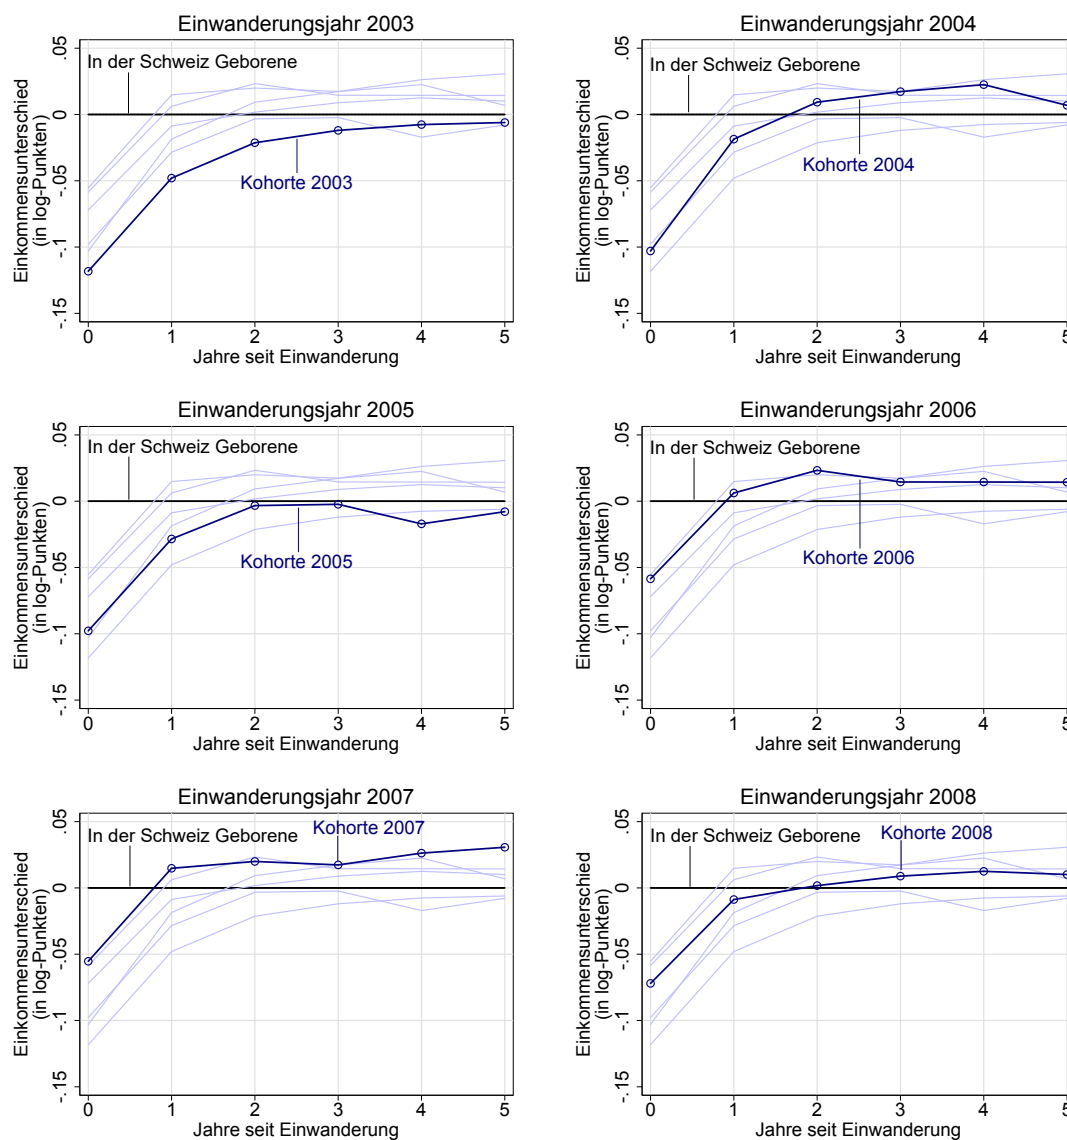 Einwanderungsjahr 2003
Einkommensunterschied
(in log-Punkten)
.05
0
-.05
-.1
-.15
In der Schweiz Geborene
Kohorte 2003
0 1 2 3 4 5
Jahre seit Einwanderung
Einwanderungsjahr 2004
Einkommensunterschied
(in log-Punkten)
.05
0
-.05
-.1
-.15
In der Schweiz Geborene
Kohorte 2004
0 1 2 3 4 5
Jahre seit Einwanderung
Einwanderungsjahr 2005
Einkommensunterschied
(in log-Punkten)
.05
0
-.05
-.1
-.15
In der Schweiz Geborene
Kohorte 2005
0 1 2 3 4 5
Jahre seit Einwanderung
Einwanderungsjahr 2006
Einkommensunterschied
(in log-Punkten)
.05
0
-.05
-.1
-.15
In der Schweiz Geborene
Kohorte 2006
0 1 2 3 4 5
Jahre seit Einwanderung
Einwanderungsjahr 2007
Einkommensunterschied
(in log-Punkten)
.05
0
-.05
-.1
-.15
In der Schweiz Geborene
Kohorte 2007
0 1 2 3 4 5
Jahre seit Einwanderung
Einwanderungsjahr 2008
Einkommensunterschied
(in log-Punkten)
.05
0
-.05
-.1
-.15
In der Schweiz Geborene
Kohorte 2008
0 1 2 3 4 5
Jahre seit Einwanderung